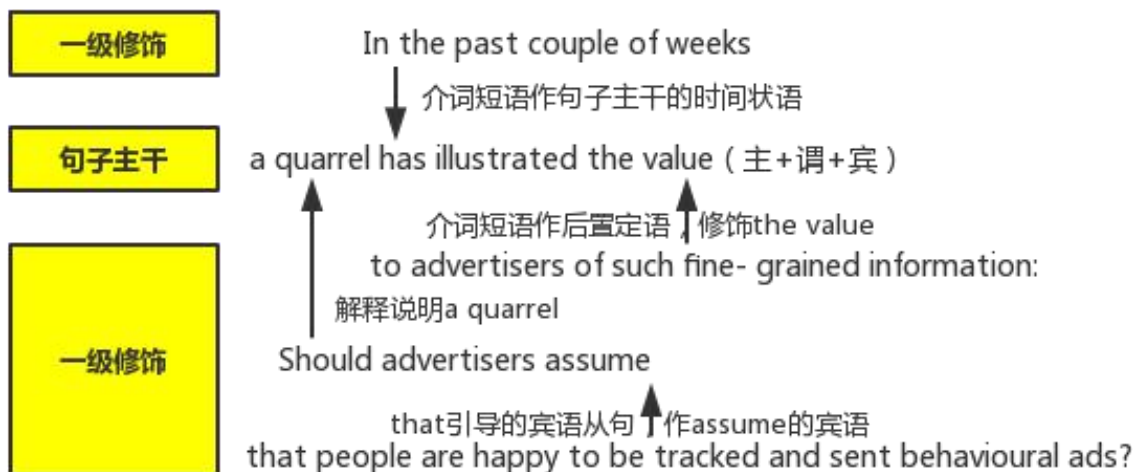 一级修饰
In the past couple of weeks
介词短语作句子主干的时间状语
句子主干
a quarrel has illustrated the value（主+谓+宾）
介词短语作后置定语，修饰the value
to advertisers of such fine- grained information:
解释说明a quarrel
一级修饰
Should advertisers assume
that引导的宾语从句，作assume的宾语
that people are happy to be tracked and sent behavioural ads?